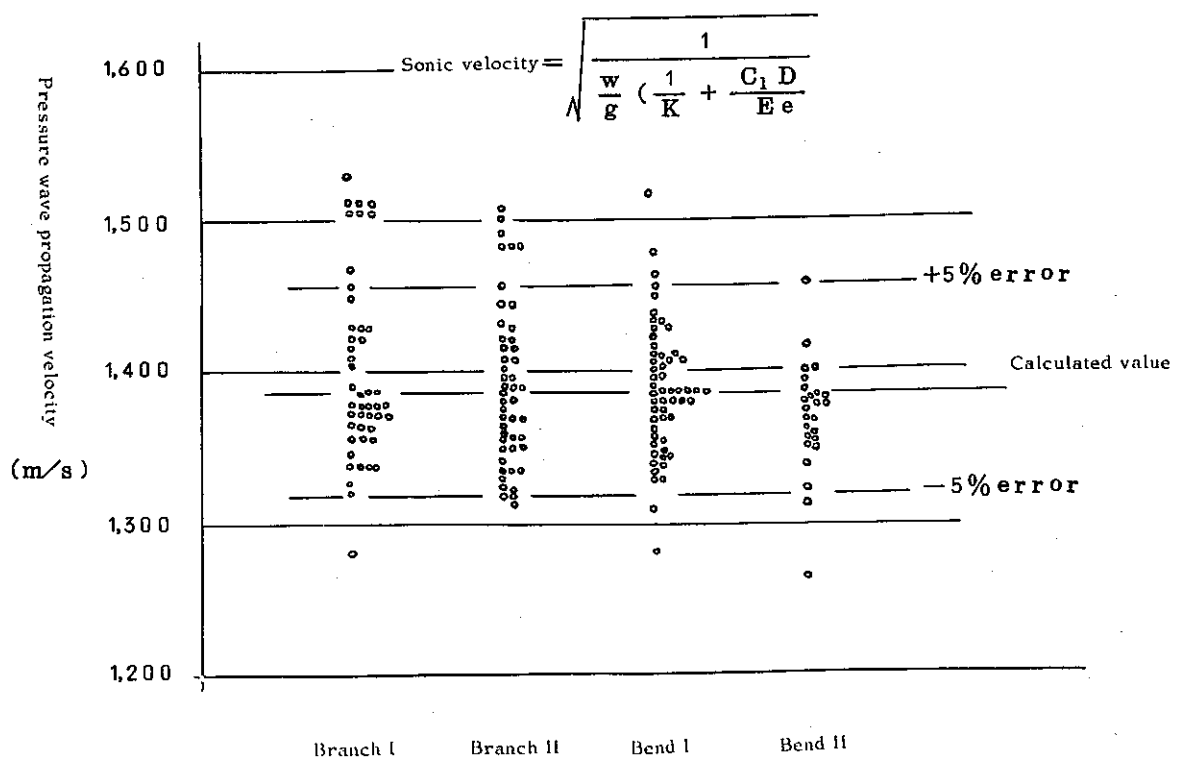 1,600
Sonic velocity = √ 1 / w/g ( 1/K + C₁ D / E e
Pressure wave propagation velocity
(m/s)
1,500
+5% error
1,400
Calculated value
−5% error
1,300
1,200
Branch I
Branch II
Bend I
Bend II